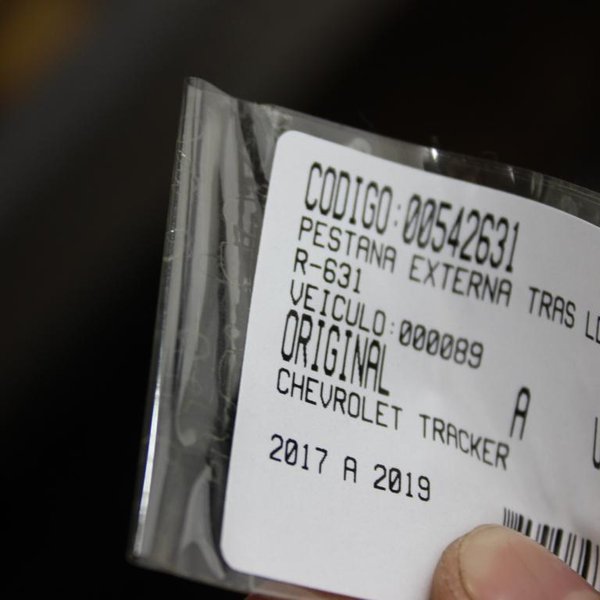 CODIGO:00542631
PESTANA EXTERNA TRAS
R-631
VEICULO:000089
ORIGINAL A
CHEVROLET TRACKER
2017 A 2019